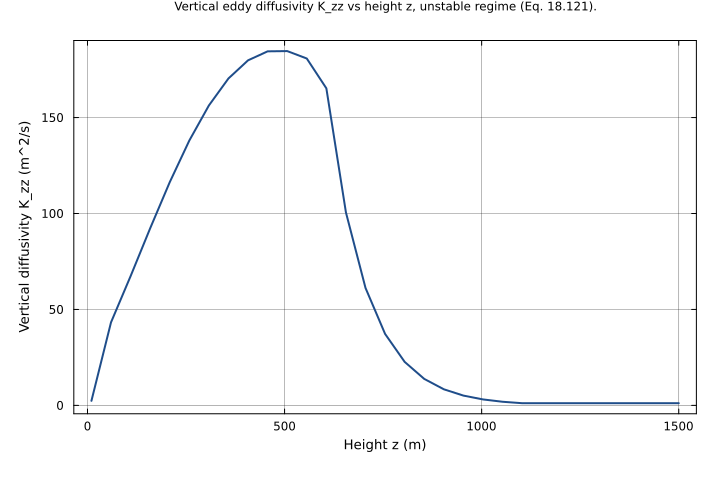 Vertical eddy diffusivity K_zz vs height z, unstable regime (Eq. 18.121).
Vertical diffusivity K_zz (m^2/s)
150
100
50
0
0 500 1000 1500
Height z (m)